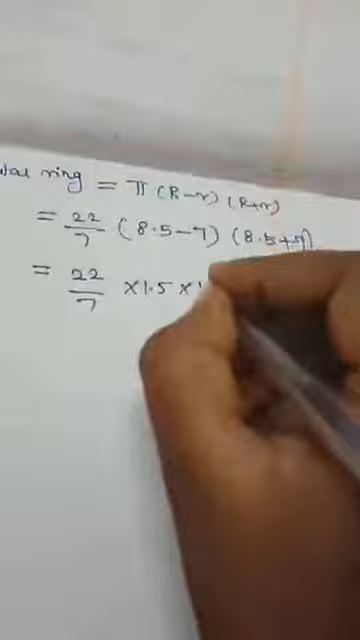 ring = π (R-r) (R+r)
= 22/7 (8.5-7) (8.5+7)
= 22/7 ×1.5 ×